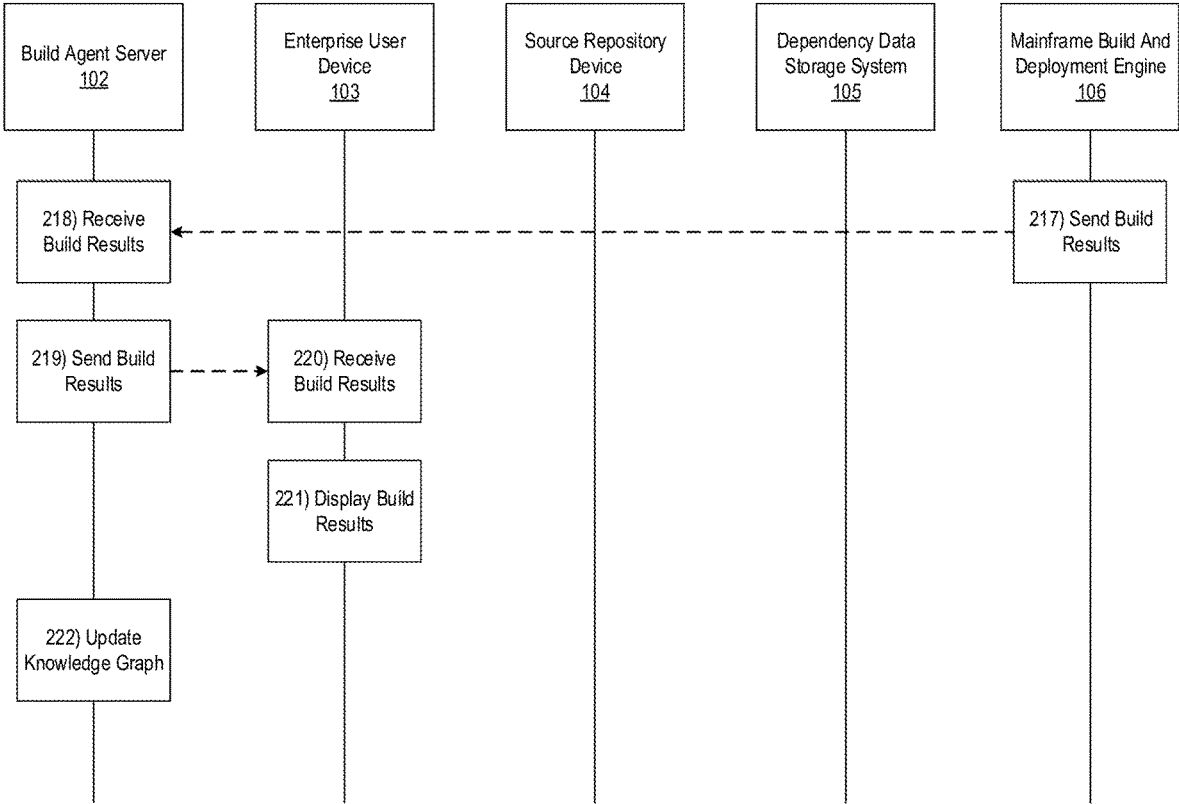 Build Agent Server
102
Enterprise User
Device
103
Source Repository
Device
104
Dependency Data
Storage System
105
Mainframe Build And
Deployment Engine
106
218) Receive
Build Results
217) Send Build
Results
219) Send Build
Results
220) Receive
Build Results
221) Display Build
Results
222) Update
Knowledge Graph